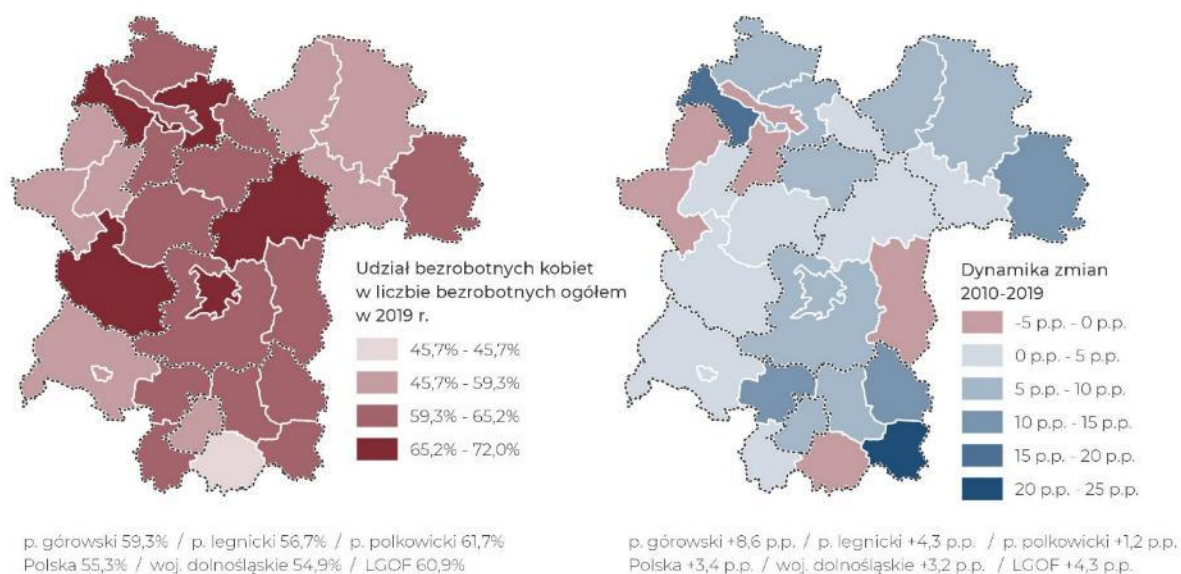 Udział bezrobotnych kobiet
w liczbie bezrobotnych ogółem
w 2019 r.
45,7% - 45,7%
45,7% - 59,3%
59,3% - 65,2%
65,2% - 72,0%
p. górowski 59,3% / p. legnicki 56,7% / p. polkowicki 61,7%
Polska 55,3% / woj. dolnośląskie 54,9% / LGOF 60,9%
Dynamika zmian
2010-2019
-5 p.p. - 0 p.p.
0 p.p. - 5 p.p.
5 p.p. - 10 p.p.
10 p.p. - 15 p.p.
15 p.p. - 20 p.p.
20 p.p. - 25 p.p.
p. górowski +8,6 p.p. / p. legnicki +4,3 p.p. / p. polkowicki +1,2 p.p.
Polska +3,4 p.p. / woj. dolnośląskie +3,2 p.p. / LGOF +4,3 p.p.